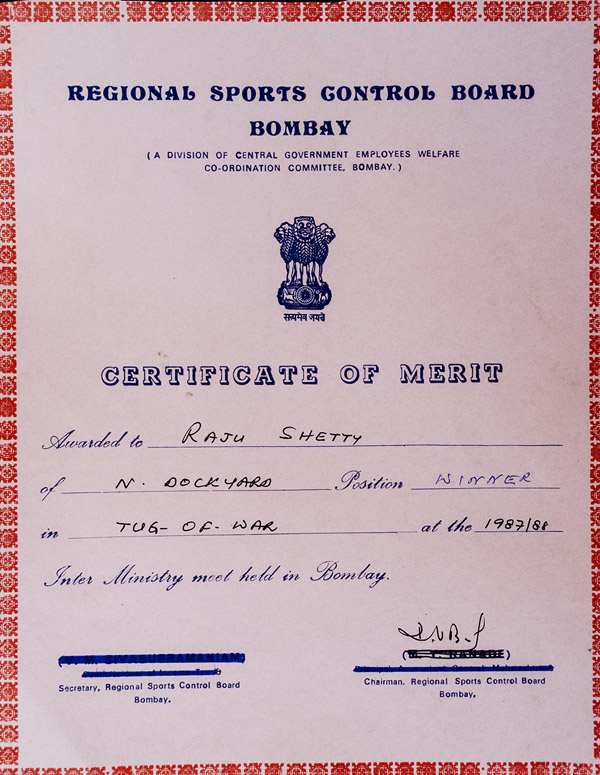 REGIONAL SPORTS CONTROL BOARD
BOMBAY
( A DIVISION OF CENTRAL GOVERNMENT EMPLOYEES WELFARE
CO-ORDINATION COMMITTEE, BOMBAY. )
सत्यमेव जयते
CERTIFICATE OF MERIT
Awarded to RAJU SHETTY
of N. DOCKYARD Position WINNER
in TUG-OF-WAR at the 1987/88
Inter Ministry meet held in Bombay.
(V. M. SIVASUBRAMANIAM)
Secretary, Regional Sports Control Board
Bombay.
Chairman, Regional Sports Control Board
Bombay,